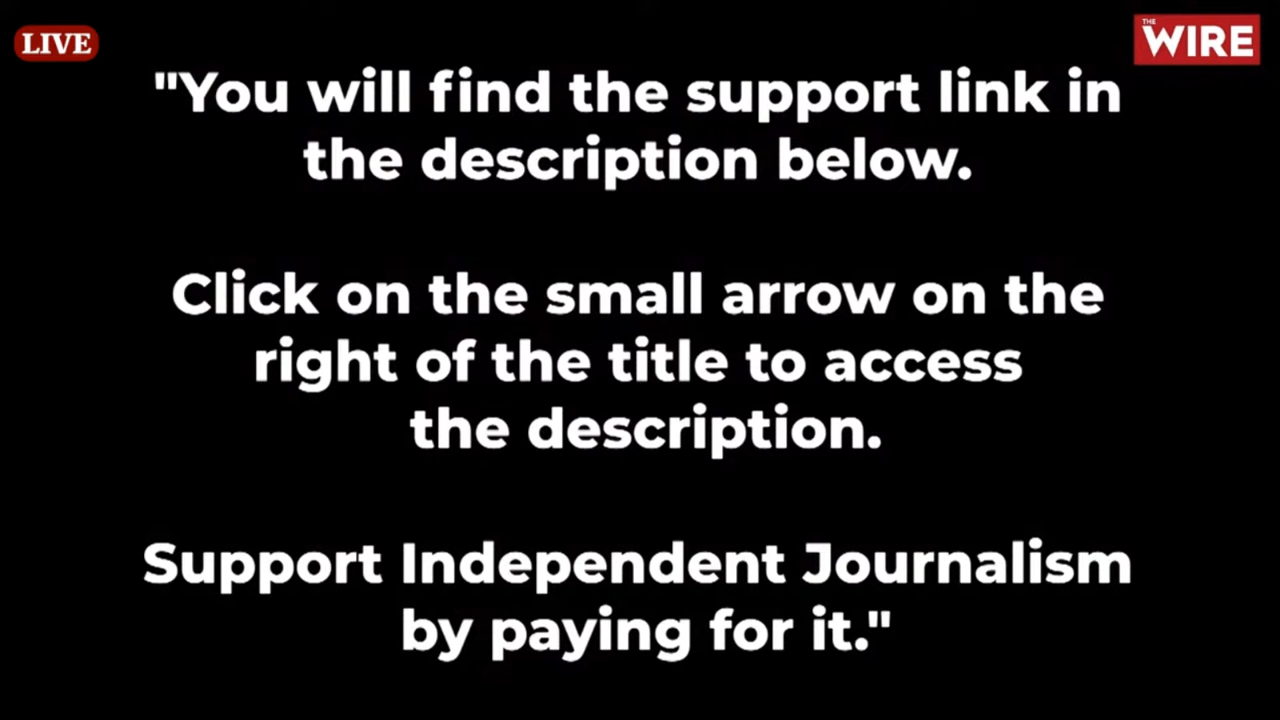 LIVE
THE
WIRE
"You will find the support link in
the description below.
Click on the small arrow on the
right of the title to access
the description.
Support Independent Journalism
by paying for it."